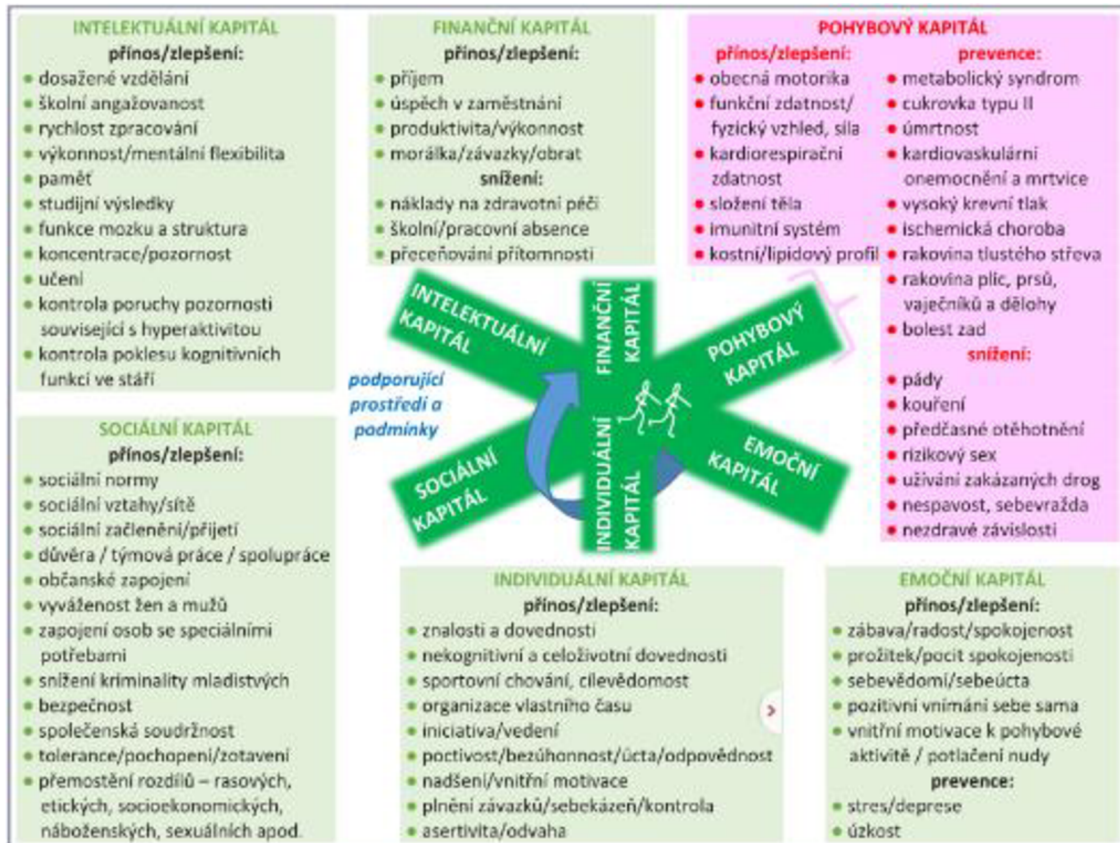 INTELEKTUÁLNÍ KAPITÁL
přínos/zlepšení:
● dosažené vzdělání
● školní angažovanost
● rychlost zpracování
● výkonnost/mentální flexibilita
● paměť
● studijní výsledky
● funkce mozku a struktura
● koncentrace/pozornost
● učení
● kontrola poruchy pozornosti
související s hyperaktivitou
● kontrola poklesu kognitivních
funkcí ve stáří
FINANČNÍ KAPITÁL
přínos/zlepšení:
● příjem
● úspěch v zaměstnání
● produktivita/výkonnost
● morálka/závazky/obrat
snížení:
● náklady na zdravotní péči
● školní/pracovní absence
● přeceňování přítomnosti
POHYBOVÝ KAPITÁL
přínos/zlepšení:
● obecná motorika
● funkční zdatnost/
fyzický vzhled, síla
● kardiorespirační
zdatnost
● složení těla
● imunitní systém
● kostní/lipidový profil
prevence:
● metabolický syndrom
● cukrovka typu II
● úmrtnost
● kardiovaskulární
onemocnění a mrtvice
● vysoký krevní tlak
● ischemická choroba
● rakovina tlustého střeva
● rakovina plic, prsů,
vaječníků a dělohy
● bolest zad
snížení:
● pády
● kouření
● předčasné otěhotnění
● rizikový sex
● užívání zakázaných drog
● nespavost, sebevražda
● nezdravé závislosti
INTELEKTUÁLNÍ
KAPITÁL
FINANČNÍ
KAPITÁL
POHYBOVÝ
KAPITÁL
podporující
prostředí a
podmínky
SOCIÁLNÍ
KAPITÁL
INDIVIDUÁLNÍ
KAPITÁL
EMOČNÍ
KAPITÁL
SOCIÁLNÍ KAPITÁL
přínos/zlepšení:
● sociální normy
● sociální vztahy/sítě
● sociální začlenění/přijetí
● důvěra / týmová práce / spolupráce
● občanské zapojení
● vyváženost žen a mužů
● zapojení osob se speciálními
potřebami
● snížení kriminality mladistvých
● bezpečnost
● společenská soudržnost
● tolerance/pochopení/zotavení
● přemostění rozdílů – rasových,
etických, socioekonomických,
náboženských, sexuálních apod.
INDIVIDUÁLNÍ KAPITÁL
přínos/zlepšení:
● znalosti a dovednosti
● nekognitivní a celoživotní dovednosti
● sportovní chování, cílevědomost
● organizace vlastního času
● iniciativa/vedení
● poctivost/bezúhonnost/úcta/odpovědnost
● nadšení/vnitřní motivace
● plnění závazků/sebekázeň/kontrola
● asertivita/odvaha
EMOČNÍ KAPITÁL
přínos/zlepšení:
● zábava/radost/spokojenost
● prožitek/pocit spokojenosti
● sebevědomí/sebeúcta
● pozitivní vnímání sebe sama
● vnitřní motivace k pohybové
aktivitě / potlačení nudy
prevence:
● stres/deprese
● úzkost